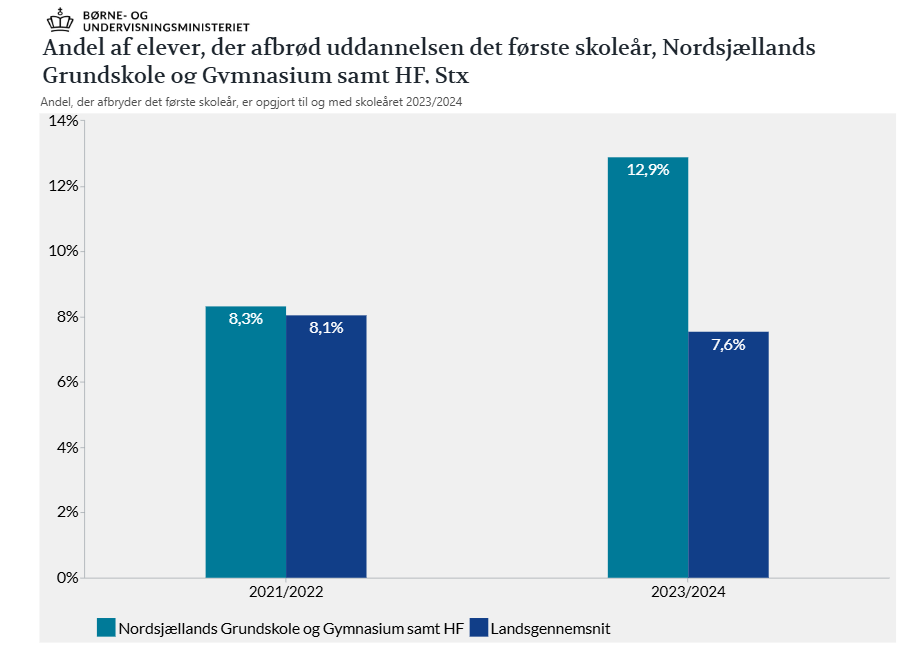 BØRNE- OG
UNDERVISNINGSMINISTERIET
Andel af elever, der afbrød uddannelsen det første skoleår, Nordsjællands
Grundskole og Gymnasium samt HF, Stx
Andel, der afbryder det første skoleår, er opgjort til og med skoleåret 2023/2024
14%
12%
10%
8%
6%
4%
2%
0%
8,3%
8,1%
12,9%
7,6%
2021/2022
2023/2024
Nordsjællands Grundskole og Gymnasium samt HF
Landsgennemsnit